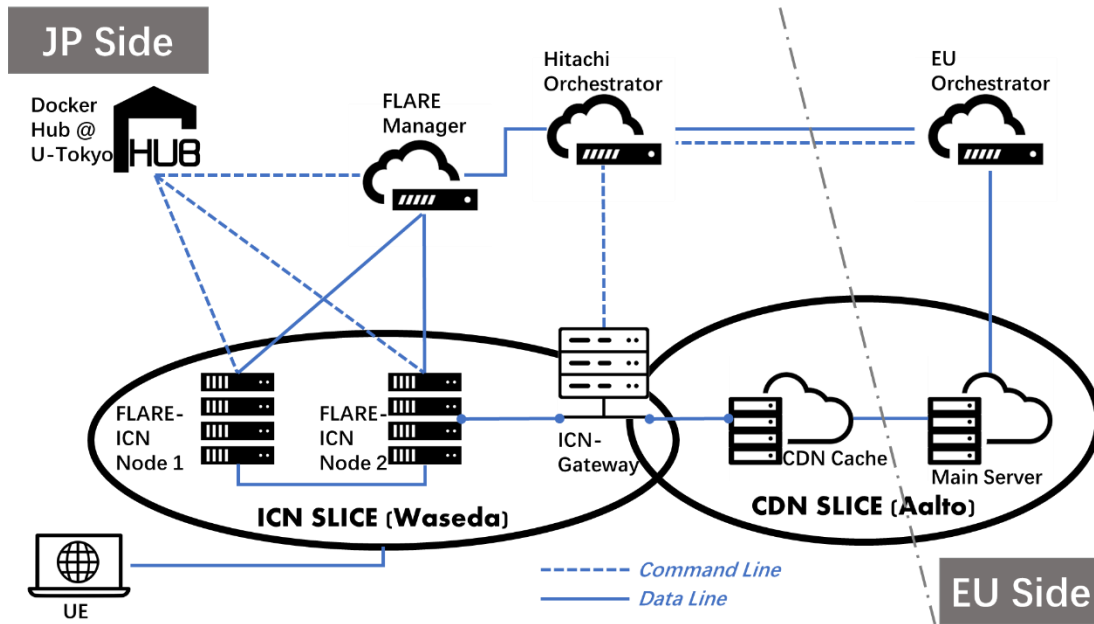 JP Side
Hitachi
Orchestrator
EU
Orchestrator
Docker
Hub @
U-Tokyo
HUB
FLARE
Manager
FLARE-
ICN
Node 1
FLARE-
ICN
Node 2
ICN-
Gateway
CDN Cache
Main Server
ICN SLICE (Waseda)
CDN SLICE (Aalto)
UE
Command Line
Data Line
EU Side